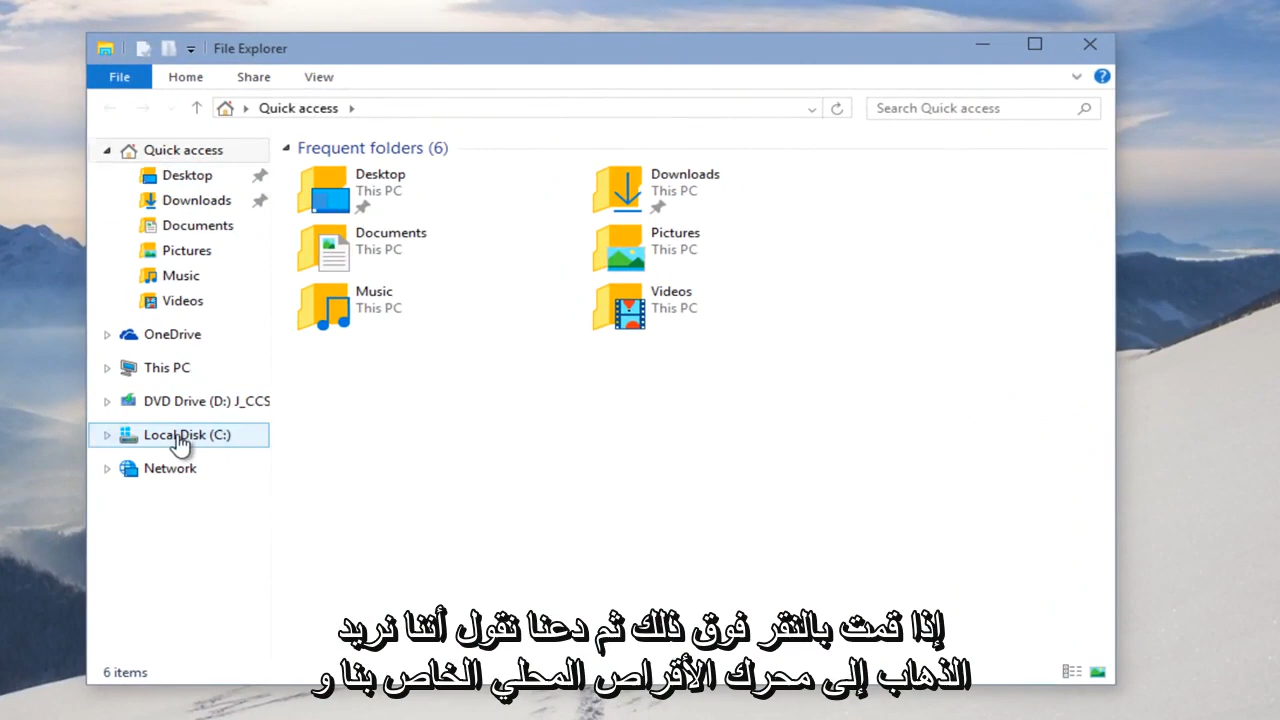 File Explorer
File
Home
Share
View
Quick access
Search Quick access
Quick access
Desktop
Downloads
Documents
Pictures
Music
Videos
OneDrive
This PC
DVD Drive (D:) J_CCS
Local Disk (C:)
Network
Frequent folders (6)
Desktop
This PC
Downloads
This PC
Documents
This PC
Pictures
This PC
Music
This PC
Videos
This PC
6 items
إذا قمت بالنقر فوق ذلك ثم دعنا نقول أننا نريد
الذهاب إلى محرك الأقراص المحلي الخاص بنا و